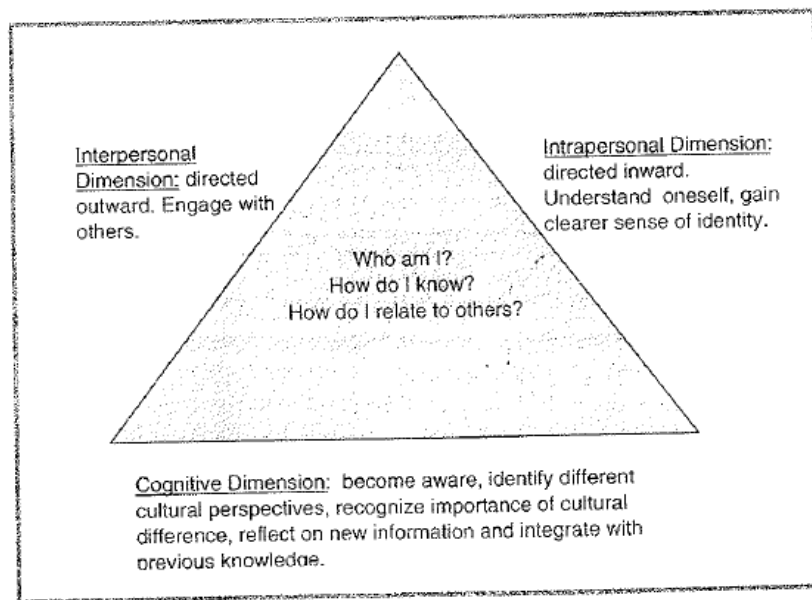 Interpersonal
Dimension: directed
outward. Engage with
others.
Intrapersonal Dimension:
directed inward.
Understand oneself, gain
clearer sense of identity.
Who am I?
How do I know?
How do I relate to others?
Cognitive Dimension: become aware, identify different
cultural perspectives, recognize importance of cultural
difference, reflect on new information and integrate with
previous knowledge.